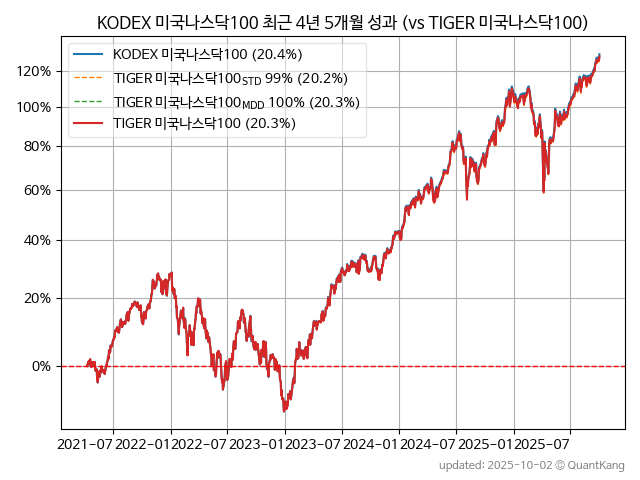 KODEX 미국나스닥100 최근 4년 5개월 성과 (vs TIGER 미국나스닥100)
KODEX 미국나스닥100 (20.4%)
TIGER 미국나스닥100STD 99% (20.2%)
TIGER 미국나스닥100MDD 100% (20.3%)
TIGER 미국나스닥100 (20.3%)
120%
100%
80%
60%
40%
20%
0%
2021-07 2022-01 2022-07 2023-01 2023-07 2024-01 2024-07 2025-01 2025-07
updated: 2025-10-02 © QuantKang